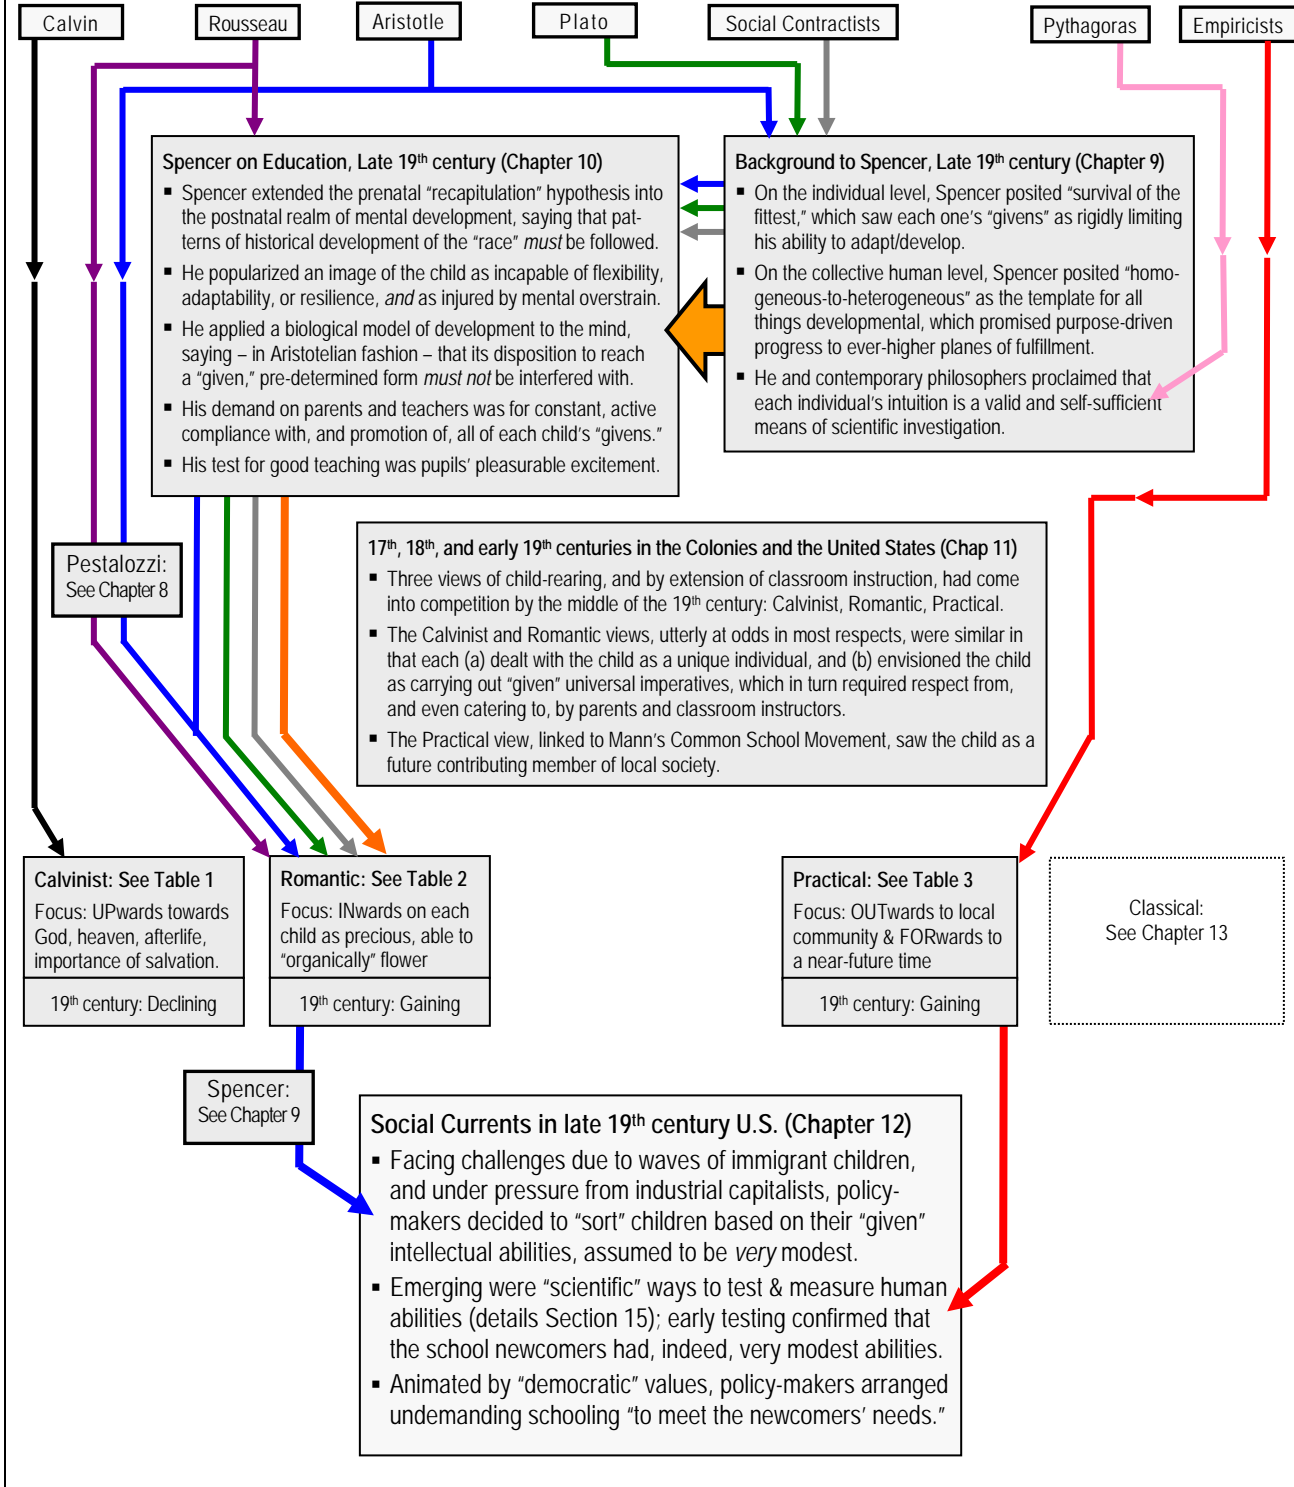 Calvin
Rousseau
Aristotle
Plato
Social Contractists
Pythagoras
Empiricists
Spencer on Education, Late 19th century (Chapter 10)
▪ Spencer extended the prenatal “recapitulation” hypothesis into
the postnatal realm of mental development, saying that pat-
terns of historical development of the “race” must be followed.
▪ He popularized an image of the child as incapable of flexibility,
adaptability, or resilience, and as injured by mental overstrain.
▪ He applied a biological model of development to the mind,
saying – in Aristotelian fashion – that its disposition to reach
a “given,” pre-determined form must not be interfered with.
▪ His demand on parents and teachers was for constant, active
compliance with, and promotion of, all of each child’s “givens.”
▪ His test for good teaching was pupils’ pleasurable excitement.
Background to Spencer, Late 19th century (Chapter 9)
▪ On the individual level, Spencer posited “survival of the
fittest,” which saw each one’s “givens” as rigidly limiting
his ability to adapt/develop.
▪ On the collective human level, Spencer posited “homo-
geneous-to-heterogeneous” as the template for all
things developmental, which promised purpose-driven
progress to ever-higher planes of fulfillment.
▪ He and contemporary philosophers proclaimed that
each individual’s intuition is a valid and self-sufficient
means of scientific investigation.
Pestalozzi:
See Chapter 8
17th, 18th, and early 19th centuries in the Colonies and the United States (Chap 11)
▪ Three views of child-rearing, and by extension of classroom instruction, had come
into competition by the middle of the 19th century: Calvinist, Romantic, Practical.
▪ The Calvinist and Romantic views, utterly at odds in most respects, were similar in
that each (a) dealt with the child as a unique individual, and (b) envisioned the child
as carrying out “given” universal imperatives, which in turn required respect from,
and even catering to, by parents and classroom instructors.
▪ The Practical view, linked to Mann’s Common School Movement, saw the child as a
future contributing member of local society.
Calvinist: See Table 1
Focus: UPwards towards
God, heaven, afterlife,
importance of salvation.
19th century: Declining
Romantic: See Table 2
Focus: INwards on each
child as precious, able to
“organically” flower
19th century: Gaining
Practical: See Table 3
Focus: OUTwards to local
community & FORwards to
a near-future time
19th century: Gaining
Classical:
See Chapter 13
Spencer:
See Chapter 9
Social Currents in late 19th century U.S. (Chapter 12)
▪ Facing challenges due to waves of immigrant children,
and under pressure from industrial capitalists, policy-
makers decided to “sort” children based on their “given”
intellectual abilities, assumed to be very modest.
▪ Emerging were “scientific” ways to test & measure human
abilities (details Section 15); early testing confirmed that
the school newcomers had, indeed, very modest abilities.
▪ Animated by “democratic” values, policy-makers arranged
undemanding schooling “to meet the newcomers’ needs.”